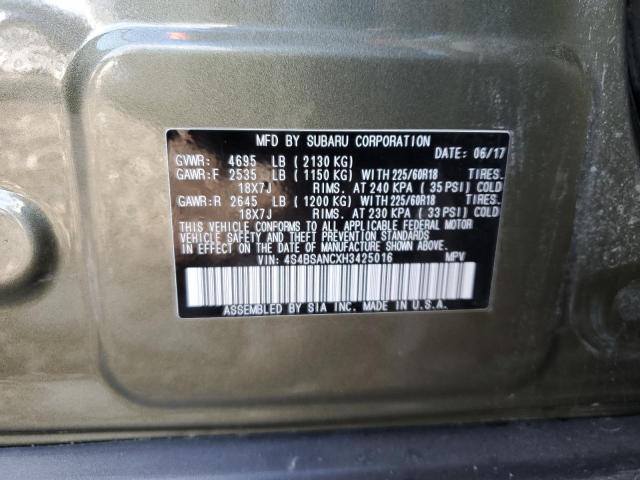 MFD BY SUBARU CORPORATION
GVWR: 4695 LB ( 2130 KG) DATE: 06/17
GAWR:F 2535 LB ( 1150 KG) WITH 225/60R18 TIRES.
18X7J RIMS. AT 240 KPA ( 35 PSI) COLD
GAWR:R 2645 LB ( 1200 KG) WITH 225/60R18 TIRES.
18X7J RIMS. AT 230 KPA ( 33 PSI) COLD
THIS VEHICLE CONFORMS TO ALL APPLICABLE FEDERAL MOTOR
VEHICLE SAFETY AND THEFT PREVENTION STANDARDS
IN EFFECT ON THE DATE OF MANUFACTURE SHOWN ABOVE.
VIN: 4S4BSANCXH3425016 MPV
ASSEMBLED BY SIA INC. MADE IN U.S.A.